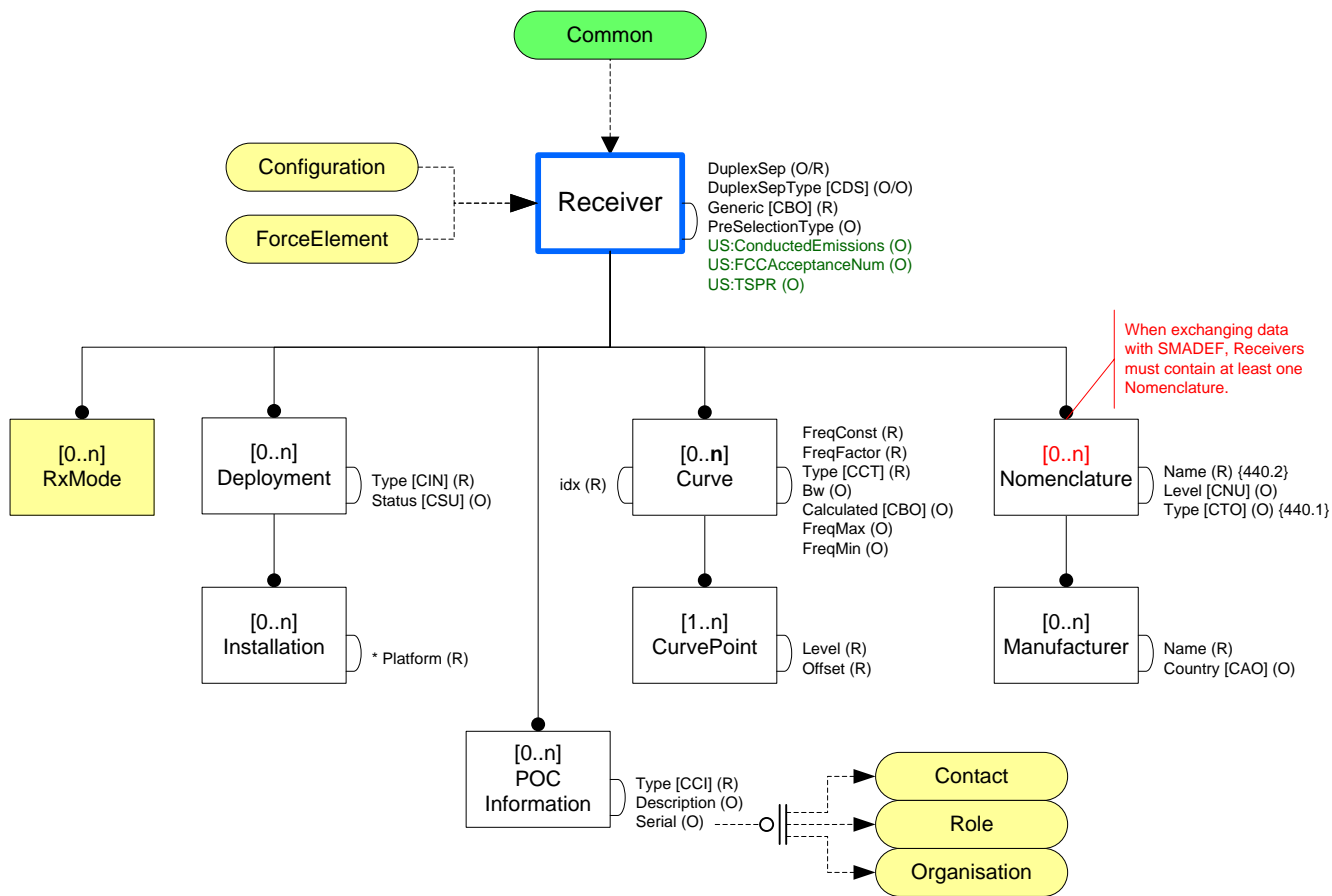 Common
Configuration
ForceElement
Receiver
DuplexSep (O/R)
DuplexSepType [CDS] (O/O)
Generic [CBO] (R)
PreSelectionType (O)
US:ConductedEmissions (O)
US:FCCAcceptanceNum (O)
US:TSPR (O)
When exchanging data
with SMADEF, Receivers
must contain at least one
Nomenclature.
[0..n]
RxMode
[0..n]
Deployment
Type [CIN] (R)
Status [CSU] (O)
idx (R)
[0..n]
Curve
FreqConst (R)
FreqFactor (R)
Type [CCT] (R)
Bw (O)
Calculated [CBO] (O)
FreqMax (O)
FreqMin (O)
[0..n]
Nomenclature
Name (R) {440.2}
Level [CNU] (O)
Type [CTO] (O) {440.1}
[0..n]
Installation
* Platform (R)
[1..n]
CurvePoint
Level (R)
Offset (R)
[0..n]
Manufacturer
Name (R)
Country [CAO] (O)
[0..n]
POC
Information
Type [CCI] (R)
Description (O)
Serial (O)
Contact
Role
Organisation